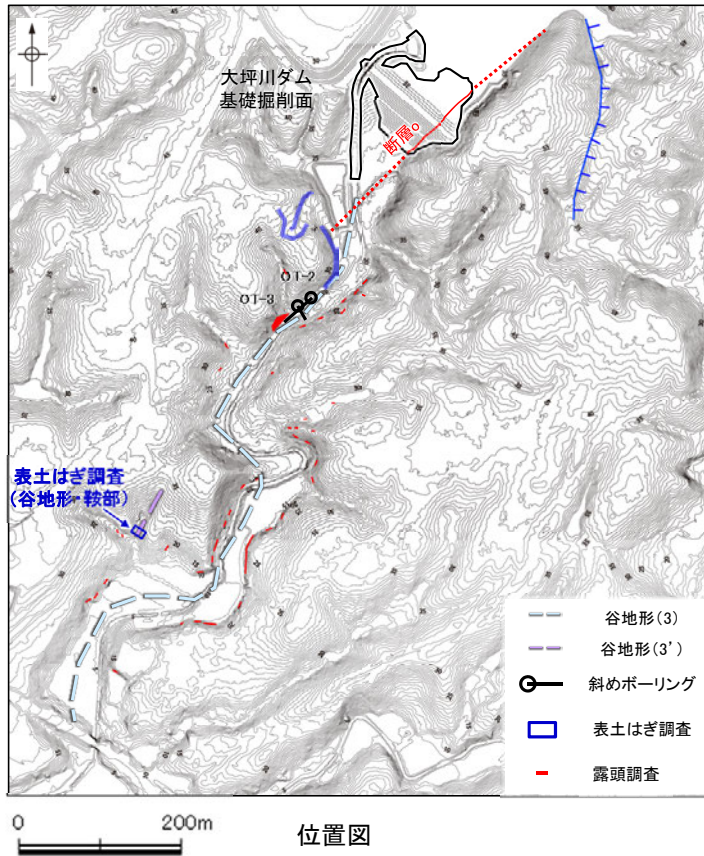 大坪川ダム
基礎掘削面
断層o
OT-2
OT-3
表土はぎ調査
(谷地形・鞍部)
谷地形(3)
谷地形(3')
斜めボーリング
表土はぎ調査
露頭調査
0 200m
位置図